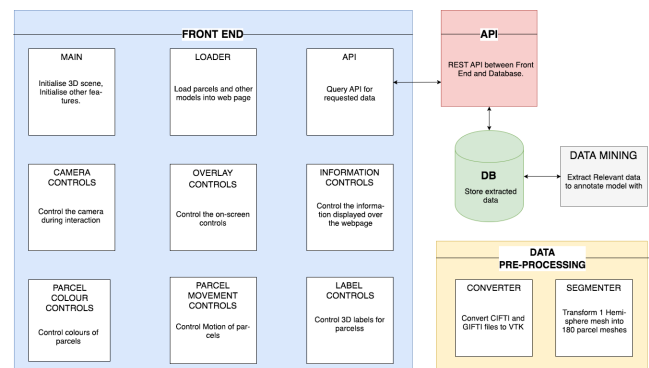 FRONT END
MAIN
Initialise 3D scene,
Initialise other fea-
tures.
LOADER
Load parcels and other
models into web page
API
Query API for
requested data
CAMERA
CONTROLS
Control the camera
during interaction
OVERLAY
CONTROLS
Control the on-screen
controls
INFORMATION
CONTROLS
Control the informa-
tion displayed over
the webpage
PARCEL
COLOUR
CONTROLS
Control colours of
parcels
PARCEL
MOVEMENT
CONTROLS
Control Motion of par-
cels
LABEL
CONTROLS
Control 3D labels for
parcelss
API
REST API between Front
End and Database.
DB
Store extracted
data
DATA MINING
Extract Relevant data
to annotate model with
DATA
PRE-PROCESSING
CONVERTER
Convert CIFTI and
GIFTI files to VTK
SEGMENTER
Transform 1 Hemi-
sphere mesh into
180 parcel meshes